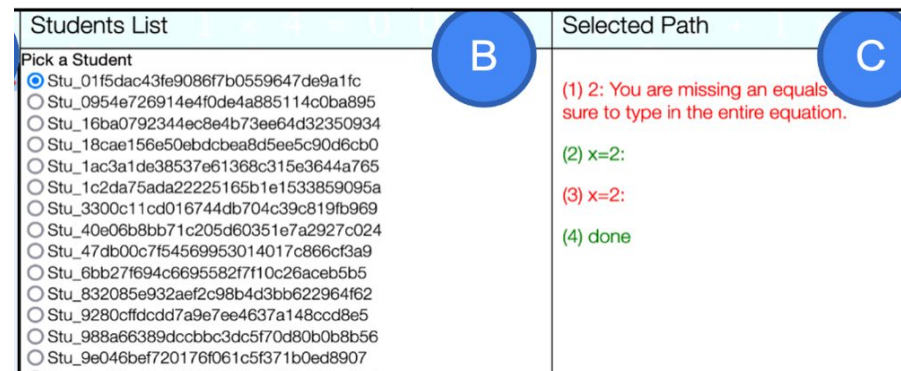 Students List
B
Pick a Student
Stu_01f5dac43fe9086f7b0559647de9a1fc
Stu_0954e726914e4f0de4a885114c0ba895
Stu_16ba0792344ec8e4b73ee64d32350934
Stu_18cae156e50ebdcbea8d5ee5c90d6cb0
Stu_1ac3a1de38537e61368c315e3644a765
Stu_1c2da75ada22225165b1e1533859095a
Stu_3300c11cd016744db704c39c819fb969
Stu_40e06b8bb71c205d60351e7a2927c024
Stu_47db00c7f54569953014017c866cf3a9
Stu_6bb27f694c6695582f7f10c26aceb5b5
Stu_832085e932aef2c98b4d3bb622964f62
Stu_9280cffdcdd7a9e7ee4637a148ccd8e5
Stu_988a66389dccbbc3dc5f70d80b0b8b56
Stu_9e046bef720176f061c5f371b0ed8907
Selected Path
C
(1) 2: You are missing an equals
sure to type in the entire equation.
(2) x=2:
(3) x=2:
(4) done